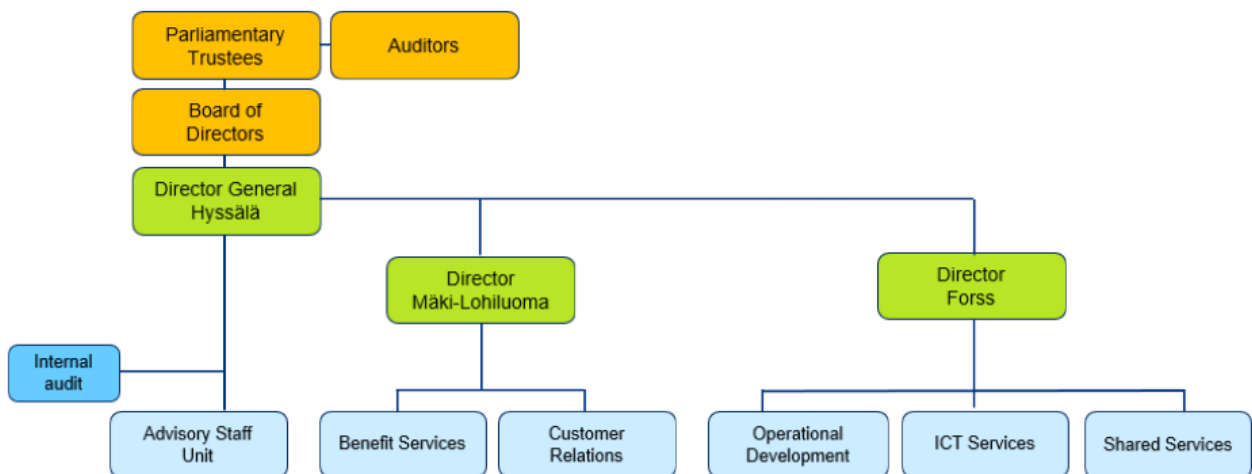 Parliamentary
Trustees
Auditors
Board of
Directors
Director General
Hyssälä
Director
Mäki-Lohiluoma
Director
Forss
Internal
audit
Advisory Staff
Unit
Benefit Services
Customer
Relations
Operational
Development
ICT Services
Shared Services